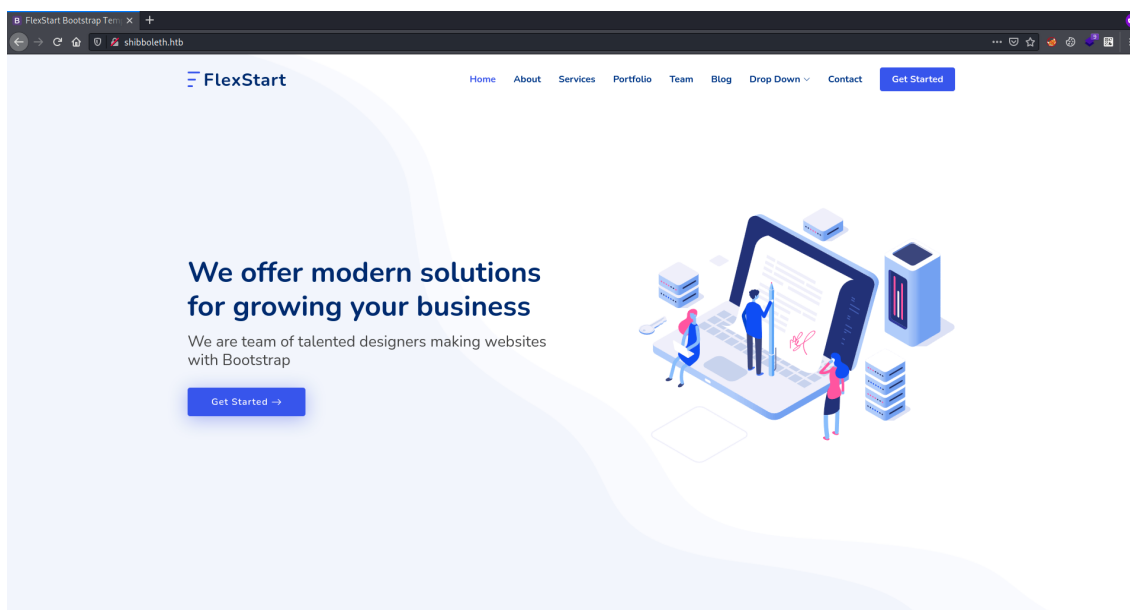 FlexStart Bootstrap Tem
shibboleth.htb
FlexStart
Home About Services Portfolio Team Blog Drop Down Contact Get Started
We offer modern solutions
for growing your business
We are team of talented designers making websites
with Bootstrap
Get Started →